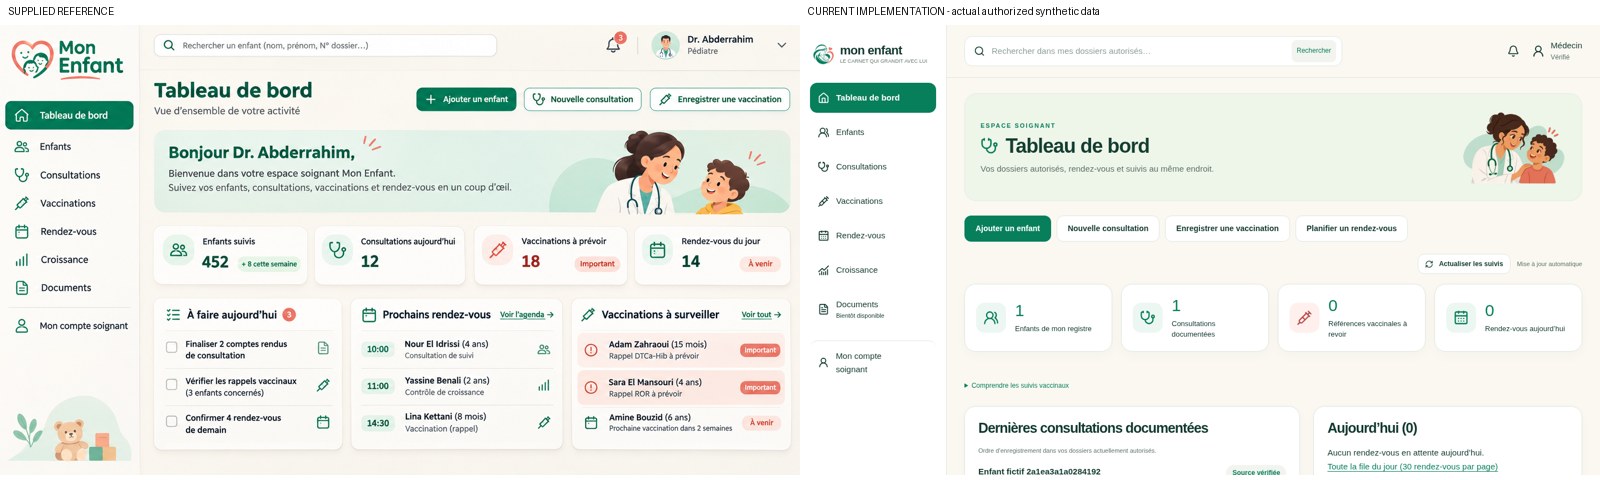 SUPPLIED REFERENCE
Mon
Enfant
Tableau de bord
Enfants
Consultations
Vaccinations
Rendez-vous
Croissance
Documents
Mon compte soignant
Rechercher un enfant (nom, prénom, N° dossier...)
3
Dr. Abderrahim
Pédiatre
Tableau de bord
Vue d'ensemble de votre activité
Ajouter un enfant
Nouvelle consultation
Enregistrer une vaccination
Bonjour Dr. Abderrahim,
Bienvenue dans votre espace soignant Mon Enfant.
Suivez vos enfants, consultations, vaccinations et rendez-vous en un coup d'œil.
Enfants suivis
452
+ 8 cette semaine
Consultations aujourd'hui
12
Vaccinations à prévoir
18
Important
Rendez-vous du jour
14
À venir
À faire aujourd'hui
3
Finaliser 2 comptes rendus
de consultation
Vérifier les rappels vaccinaux
(3 enfants concernés)
Confirmer 4 rendez-vous
de demain
Prochains rendez-vous
Voir l'agenda →
10:00
Nour El Idrissi (4 ans)
Consultation de suivi
11:00
Yassine Benali (2 ans)
Contrôle de croissance
14:30
Lina Kettani (8 mois)
Vaccination (rappel)
Vaccinations à surveiller
Voir tout →
Adam Zahraoui (15 mois)
Rappel DTCa-Hib à prévoir
Important
Sara El Mansouri (4 ans)
Rappel ROR à prévoir
Important
Amine Bouzid (6 ans)
Prochaine vaccination dans 2 semaines
À venir
CURRENT IMPLEMENTATION - actual authorized synthetic data
mon enfant
LE CARNET QUI GRANDIT AVEC LUI
Tableau de bord
Enfants
Consultations
Vaccinations
Rendez-vous
Croissance
Documents
Bientôt disponible
Mon compte
soignant
Rechercher dans mes dossiers autorisés...
Rechercher
Médecin
Vérifié
ESPACE SOIGNANT
Tableau de bord
Vos dossiers autorisés, rendez-vous et suivis au même endroit.
Ajouter un enfant
Nouvelle consultation
Enregistrer une vaccination
Planifier un rendez-vous
Actualiser les suivis
Mise à jour automatique
1
Enfants de mon registre
1
Consultations
documentées
0
Références vaccinales à
revoir
0
Rendez-vous aujourd'hui
Comprendre les suivis vaccinaux
Dernières consultations documentées
Ordre d'enregistrement dans vos dossiers actuellement autorisés.
Enfant fictif 2a1ea3a1a0284192
Source vérifiée
Aujourd'hui (0)
Aucun rendez-vous en attente aujourd'hui.
Toute la file du jour (30 rendez-vous par page)